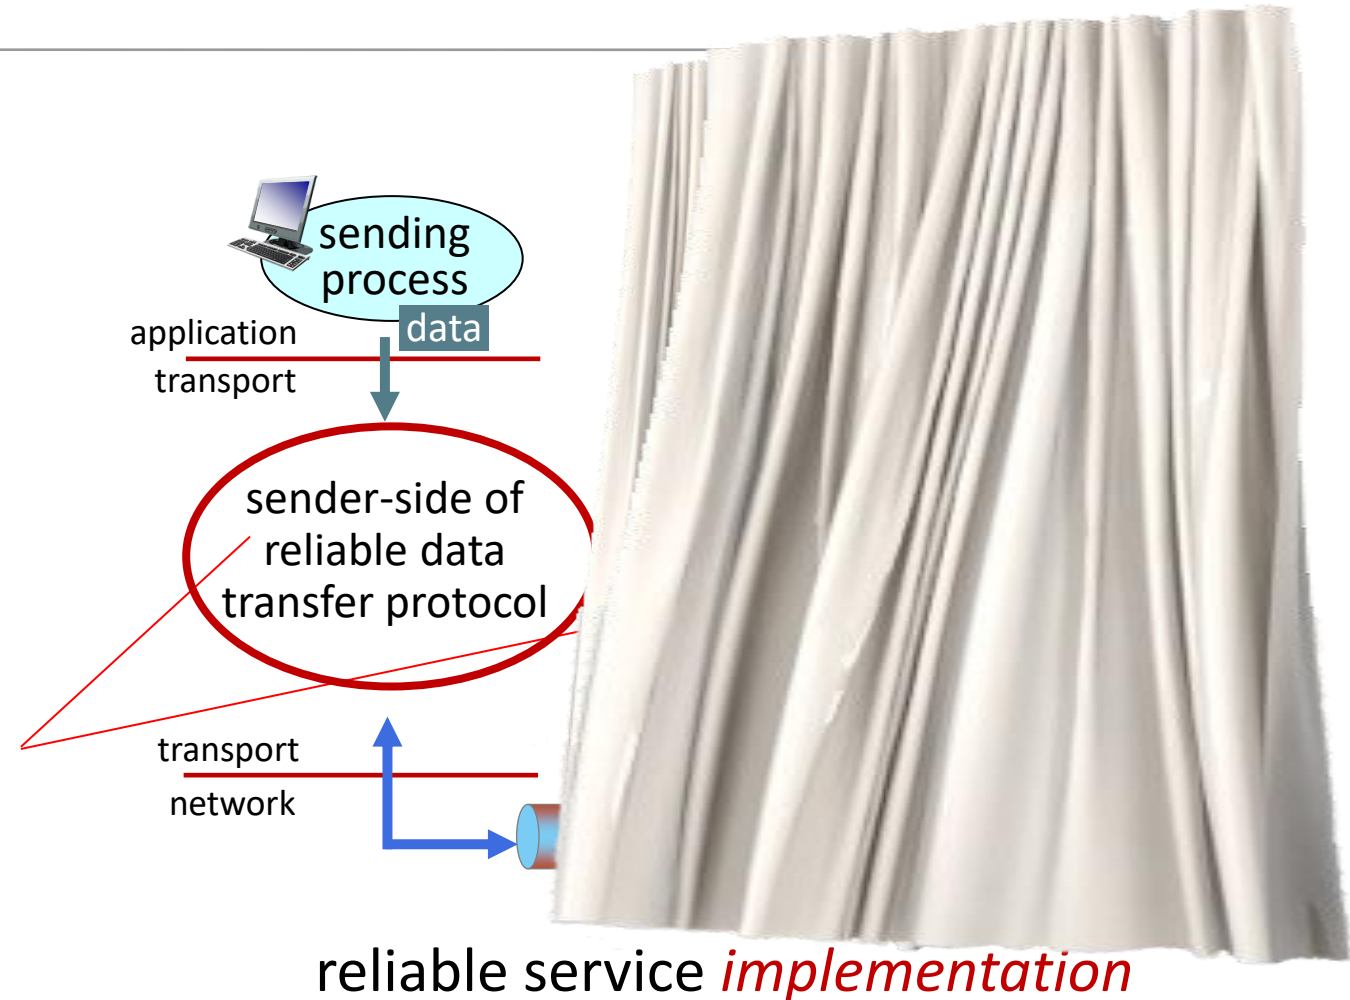 sending
process
data
application
transport
sender-side of
reliable data
transfer protocol
transport
network
reliable service implementation